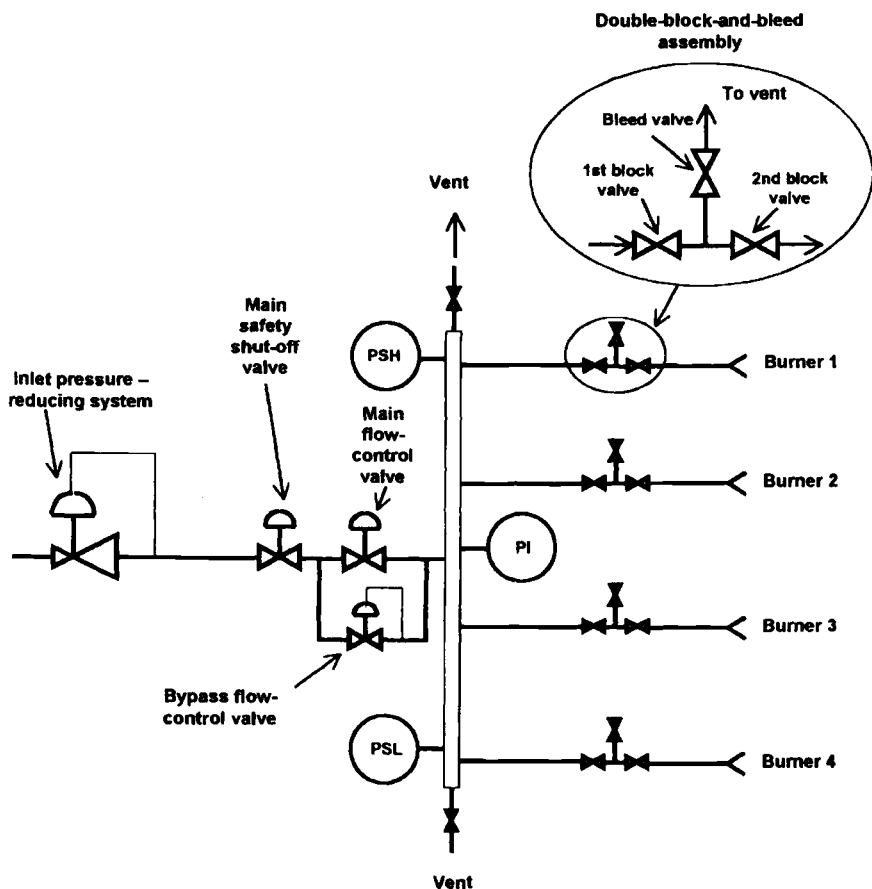 Double-block-and-bleed
assembly
To vent
Bleed valve
1st block
valve
2nd block
valve
Vent
Main
safety
shut-off
valve
PSH
Burner 1
Inlet pressure –
reducing system
Main
flow-
control
valve
Burner 2
PI
Burner 3
Bypass flow-
control valve
PSL
Burner 4
Vent